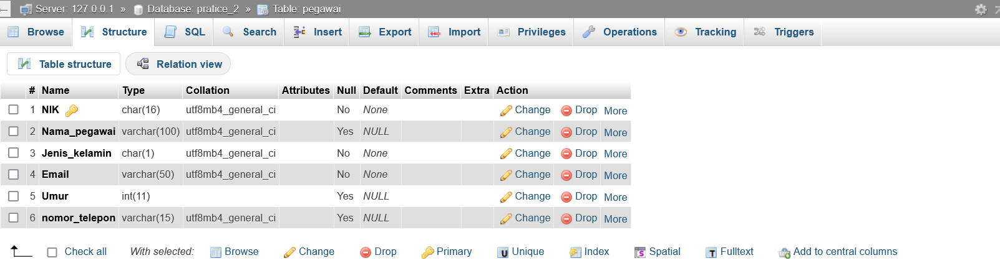 Server: 127.0.0.1 » Database: pratice_2 » Table: pegawai
Browse Structure SQL Search Insert Export Import Privileges Operations Tracking Triggers
Table structure Relation view
# Name Type Collation Attributes Null Default Comments Extra Action
1 NIK char(16) utf8mb4_general_ci No None Change Drop More
2 Nama_pegawai varchar(100) utf8mb4_general_ci Yes NULL Change Drop More
3 Jenis_kelamin char(1) utf8mb4_general_ci No None Change Drop More
4 Email varchar(50) utf8mb4_general_ci No None Change Drop More
5 Umur int(11) Yes NULL Change Drop More
6 nomor_telepon varchar(15) utf8mb4_general_ci Yes NULL Change Drop More
Check all With selected: Browse Change Drop Primary Unique Index Spatial Fulltext Add to central columns